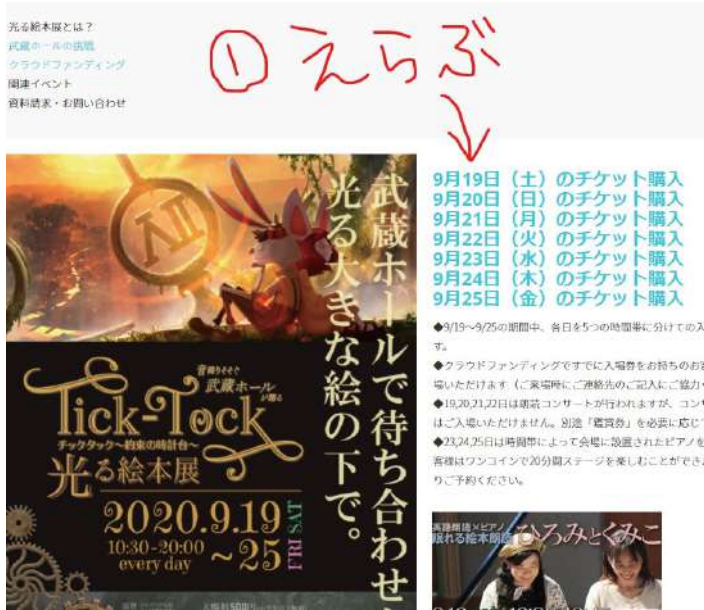 光る絵本展とは？
武蔵ホールの挑戦
クラウドファンディング
関連イベント
資料請求・お問い合わせ
①えらぶ
9月19日（土）のチケット購入
9月20日（日）のチケット購入
9月21日（月）のチケット購入
9月22日（火）のチケット購入
9月23日（水）のチケット購入
9月24日（木）のチケット購入
9月25日（金）のチケット購入
◆9/19～9/25の期間中、各日を5つの時間帯に分けての入
す。
◆クラウドファンディングですでに入場券をお持ちのお客
場いただけます（ご来場時にご連絡先のご記入にご協力
◆19,20,21,22日は朗読コンサートが行われますが、コン
はご入場いただけません。別途「鑑賞券」を必要に応じ
◆23,24,25日は時間帯によって会場に設置されたピアノを
客様はワンコインで20分間ステージを楽しむことができ
りご予約ください。
武蔵ホールで待ち合わせ
光る大きな絵の下で。
VII
音鳴りそそぐ
武蔵ホール
が贈る
Tick-Tock
チックタック～約束の時計台～
光る絵本展
2020.9.19
SAT
10:30-20:00
every day
～25
FRI
英語朗読×ピアノ
眠れる絵本朗読
ひろみとくみこ